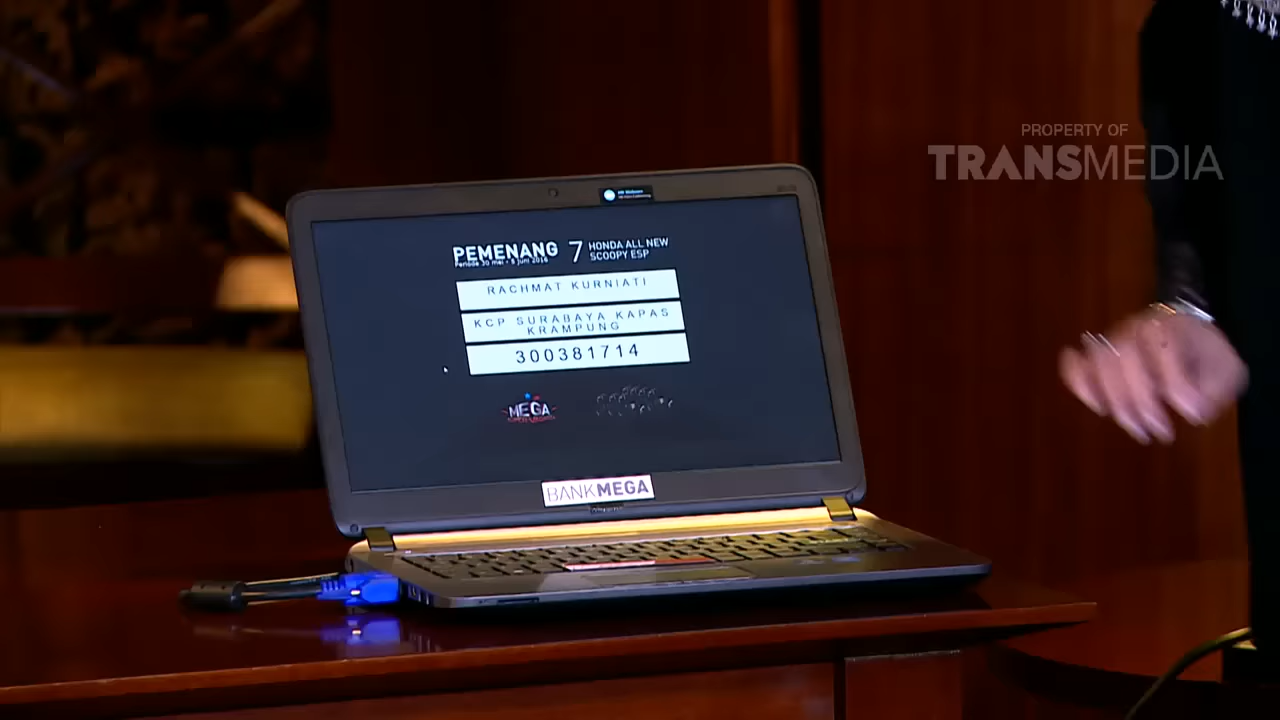 PROPERTY OF
TRANSMEDIA
PEMENANG
Periode 30 mei - 5 juni 2016
7
HONDA ALL NEW
SCOOPY ESP
RACHMAT KURNIATI
KCP SURABAYA KAPAS
KRAMPUNG
300381714
MEGA
BANKMEGA